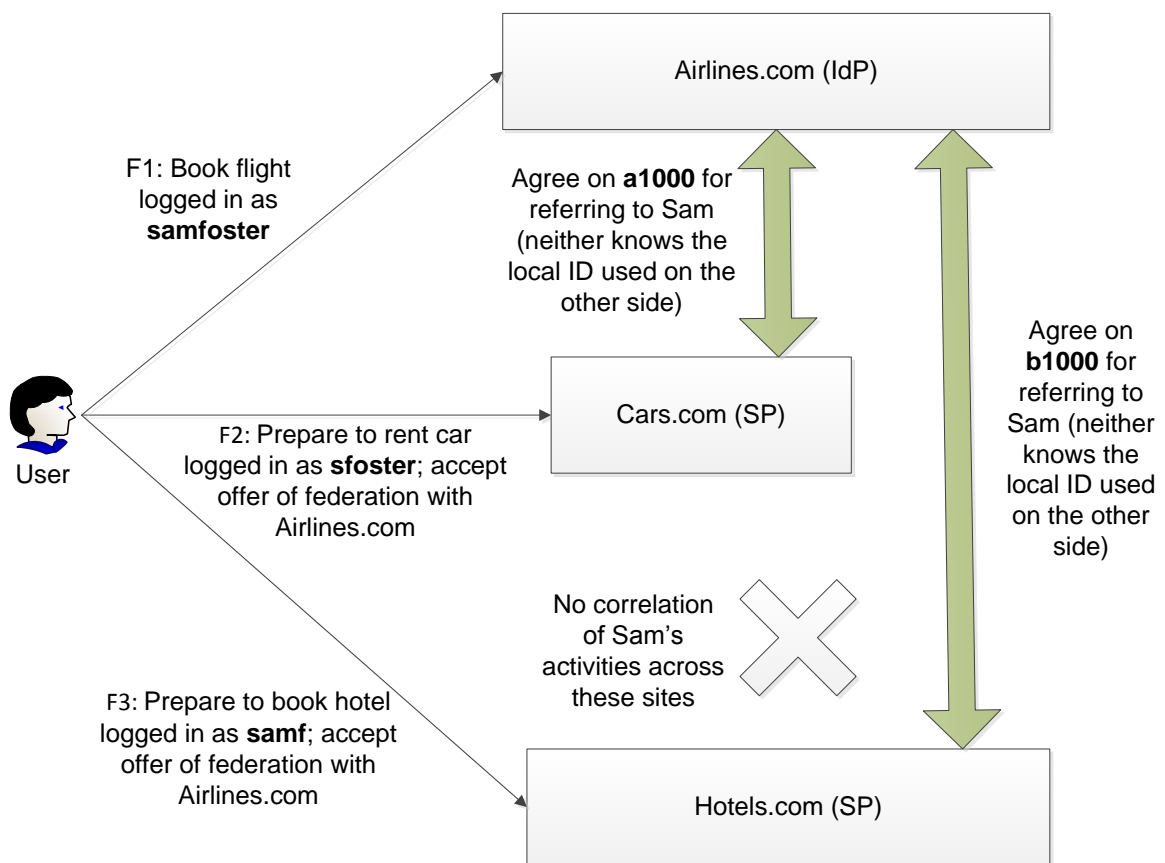 Airlines.com (IdP)
F1: Book flight
logged in as
samfoster
Agree on a1000 for
referring to Sam
(neither knows the
local ID used on the
other side)
Agree on
b1000 for
referring to
Sam (neither
knows the
local ID used
on the other
side)
Cars.com (SP)
User
F2: Prepare to rent car
logged in as sfoster; accept
offer of federation with
Airlines.com
No correlation
of Sam’s
activities across
these sites
F3: Prepare to book hotel
logged in as samf; accept
offer of federation with
Airlines.com
Hotels.com (SP)